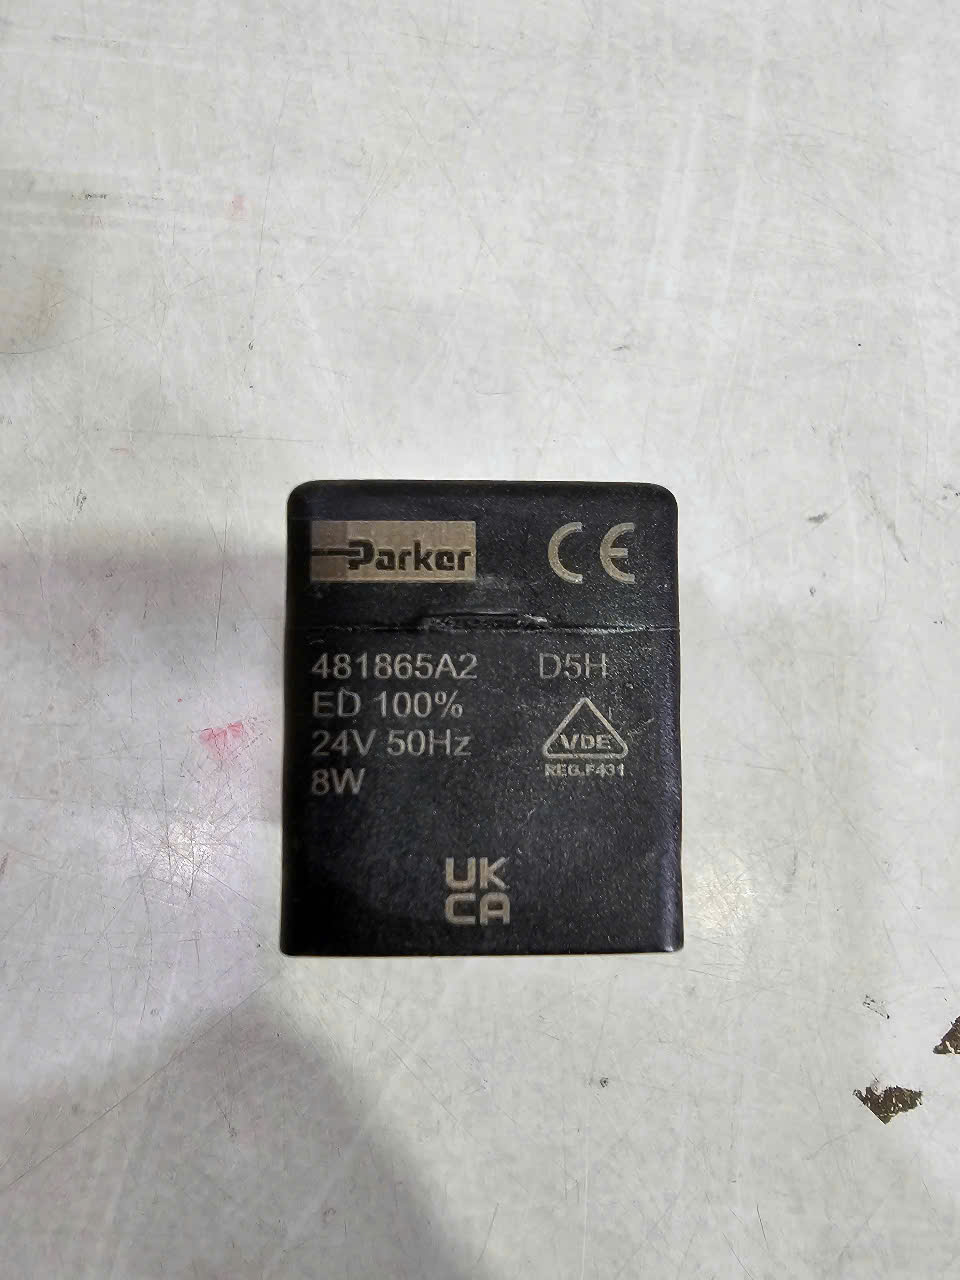 Parker CE
481865A2 D5H
ED 100%
24V 50Hz
8W
VDE
REG.F431
UK
CA